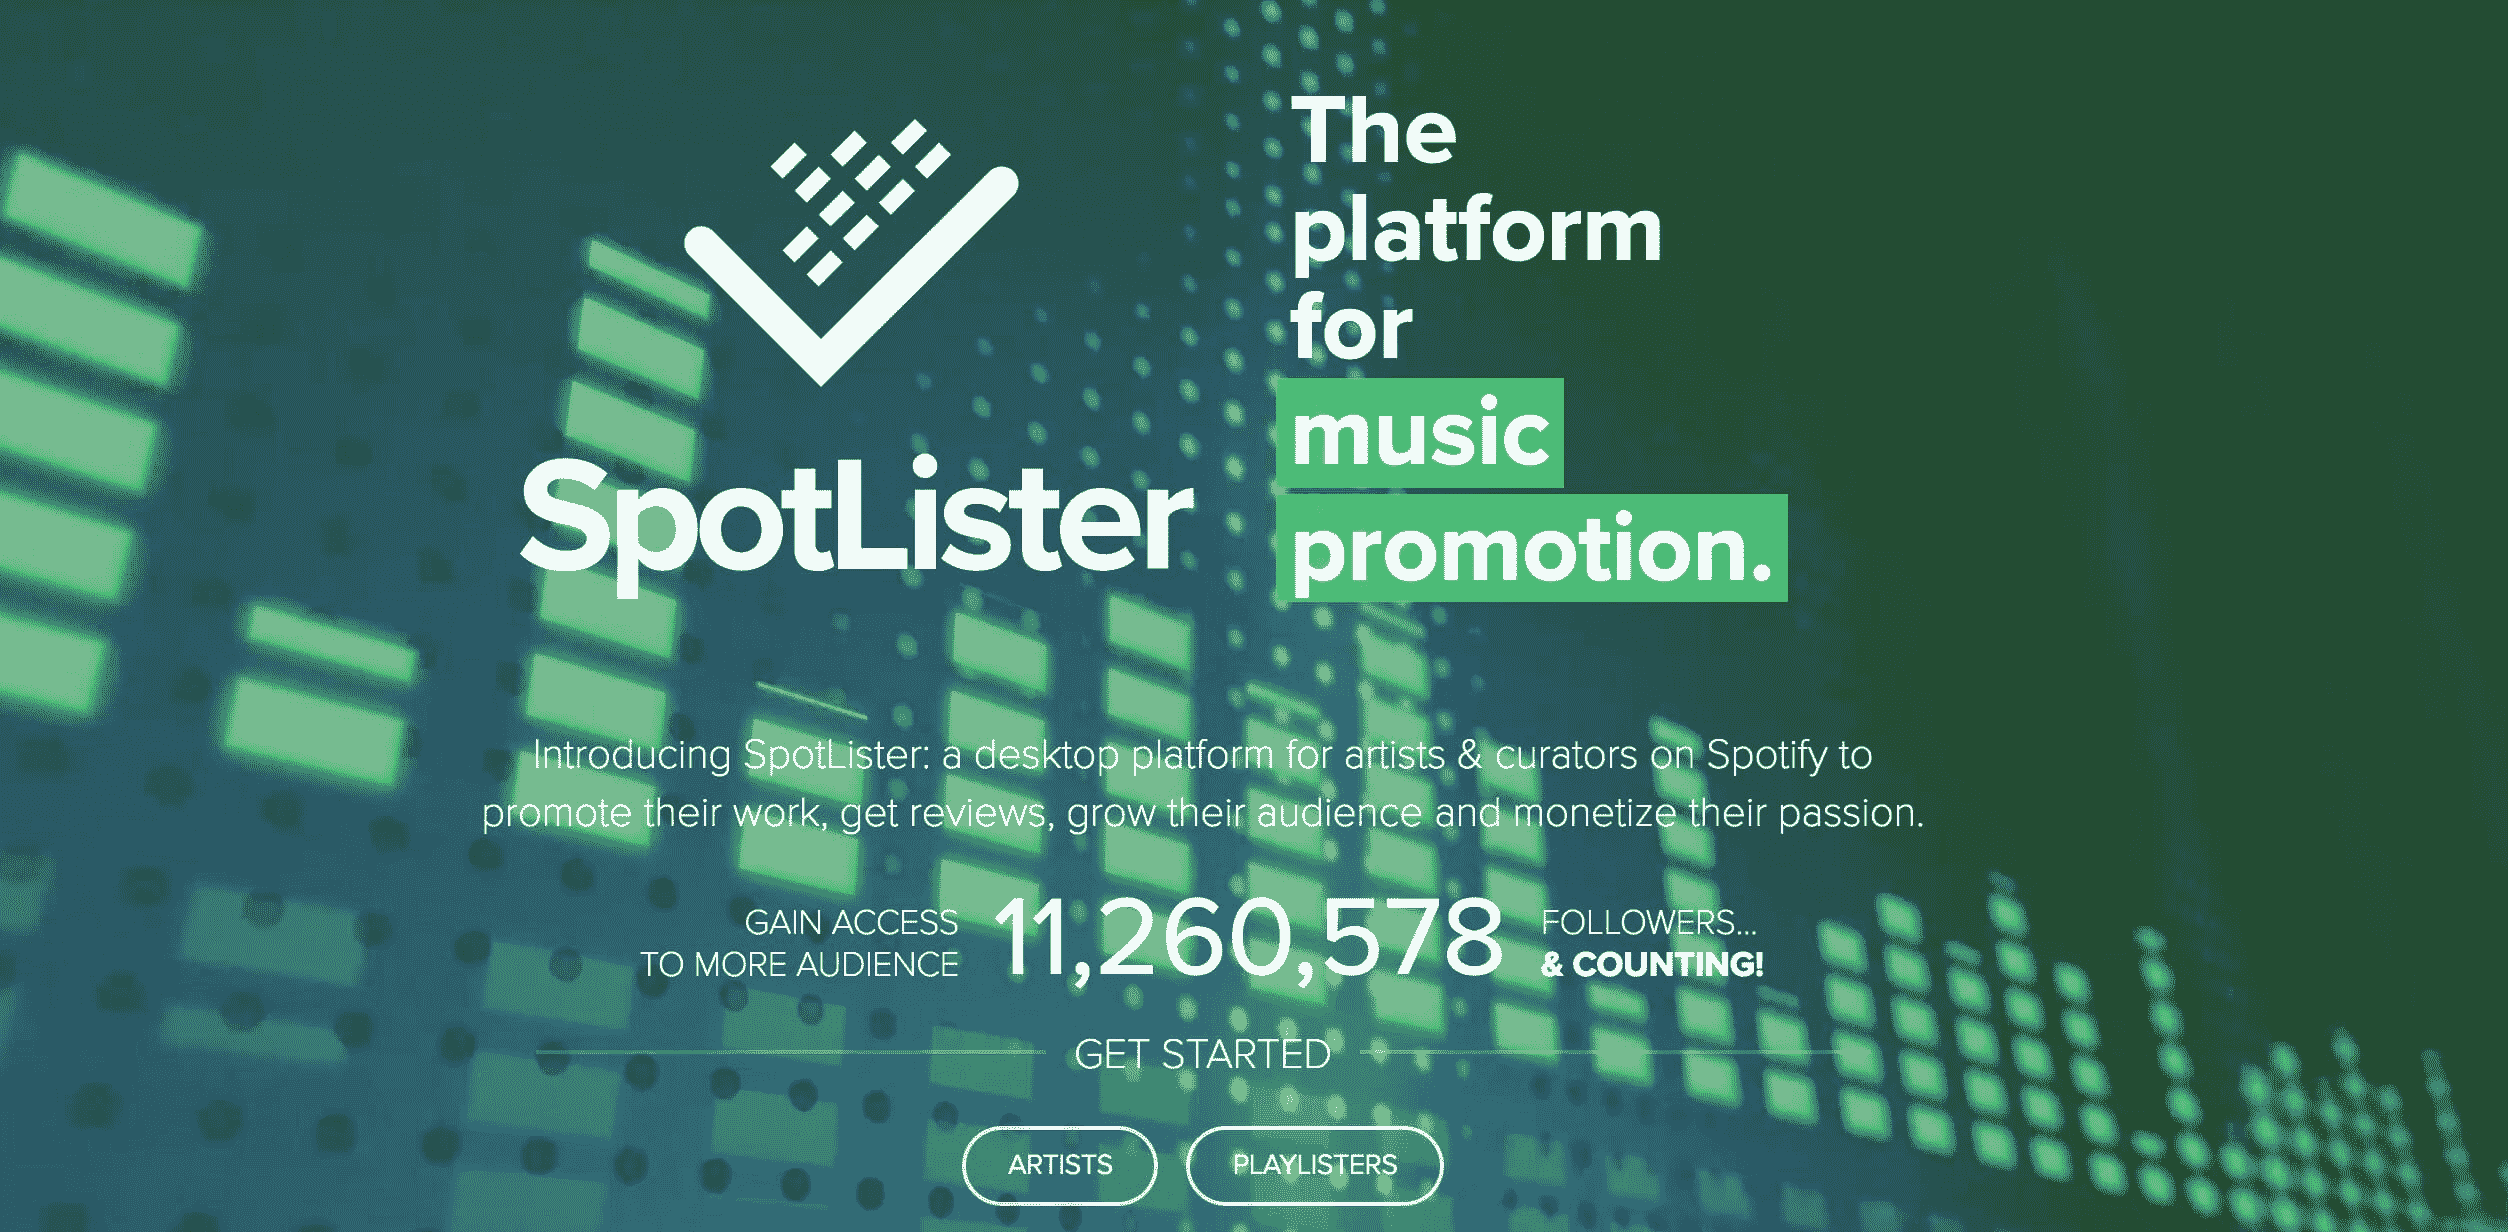 SpotLister
The
platform
for
music
promotion.
Introducing SpotLister: a desktop platform for artists & curators on Spotify to
promote their work, get reviews, grow their audience and monetize their passion.
GAIN ACCESS
TO MORE AUDIENCE
11,260,578
FOLLOWERS...
& COUNTING!
GET STARTED
ARTISTS
PLAYLISTERS